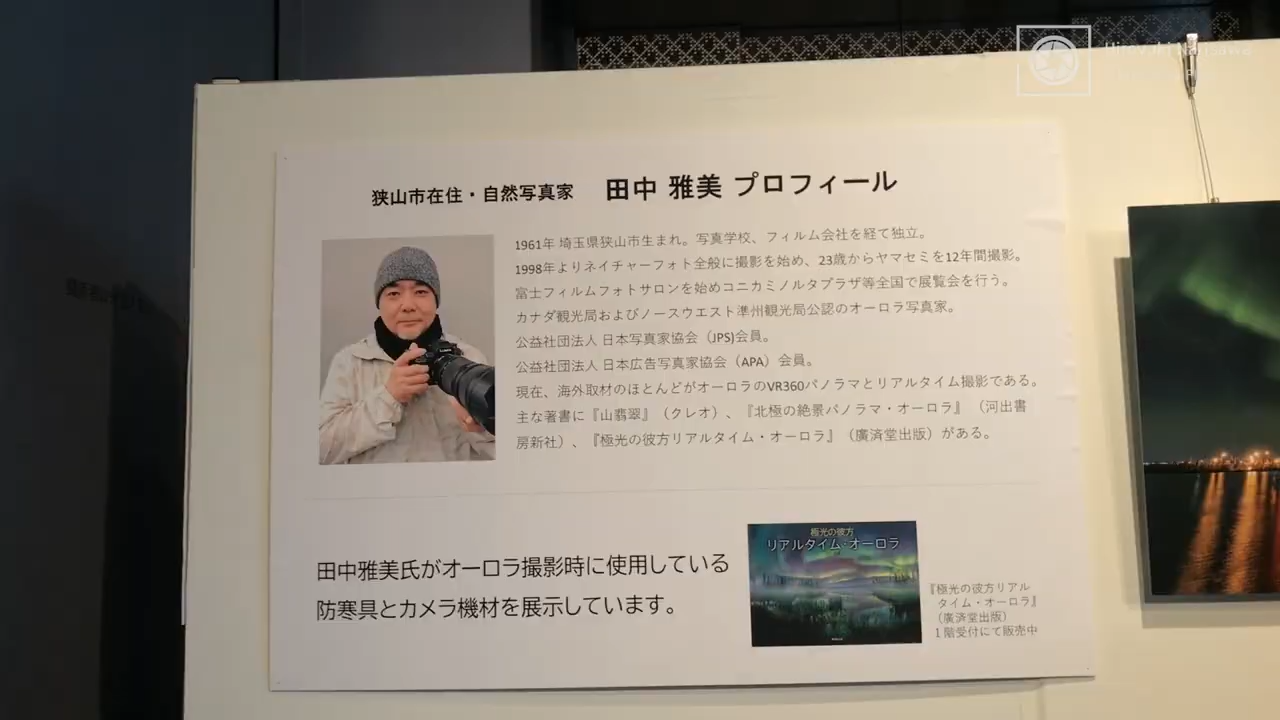 狭山市在住・自然写真家 田中 雅美 プロフィール
1961年 埼玉県狭山市生まれ。写真学校、フィルム会社を経て独立。
1998年よりネイチャーフォト全般に撮影を始め、23歳からヤマセミを12年間撮影。
富士フィルムフォトサロンを始めコニカミノルタプラザ等全国で展覧会を行う。
カナダ観光局およびノースウエスト準州観光局公認のオーロラ写真家。
公益社団法人 日本写真家協会（JPS)会員。
公益社団法人 日本広告写真家協会（APA）会員。
現在、海外取材のほとんどがオーロラのVR360パノラマとリアルタイム撮影である。
主な著書に『山翡翠』（クレオ）、『北極の絶景パノラマ・オーロラ』（河出書
房新社）、『極光の彼方リアルタイム・オーロラ』（廣済堂出版）がある。
田中雅美氏がオーロラ撮影時に使用している
防寒具とカメラ機材を展示しています。
極光の彼方
リアルタイム・オーロラ
『極光の彼方リアル
タイム・オーロラ』
（廣済堂出版）
１階受付にて販売中